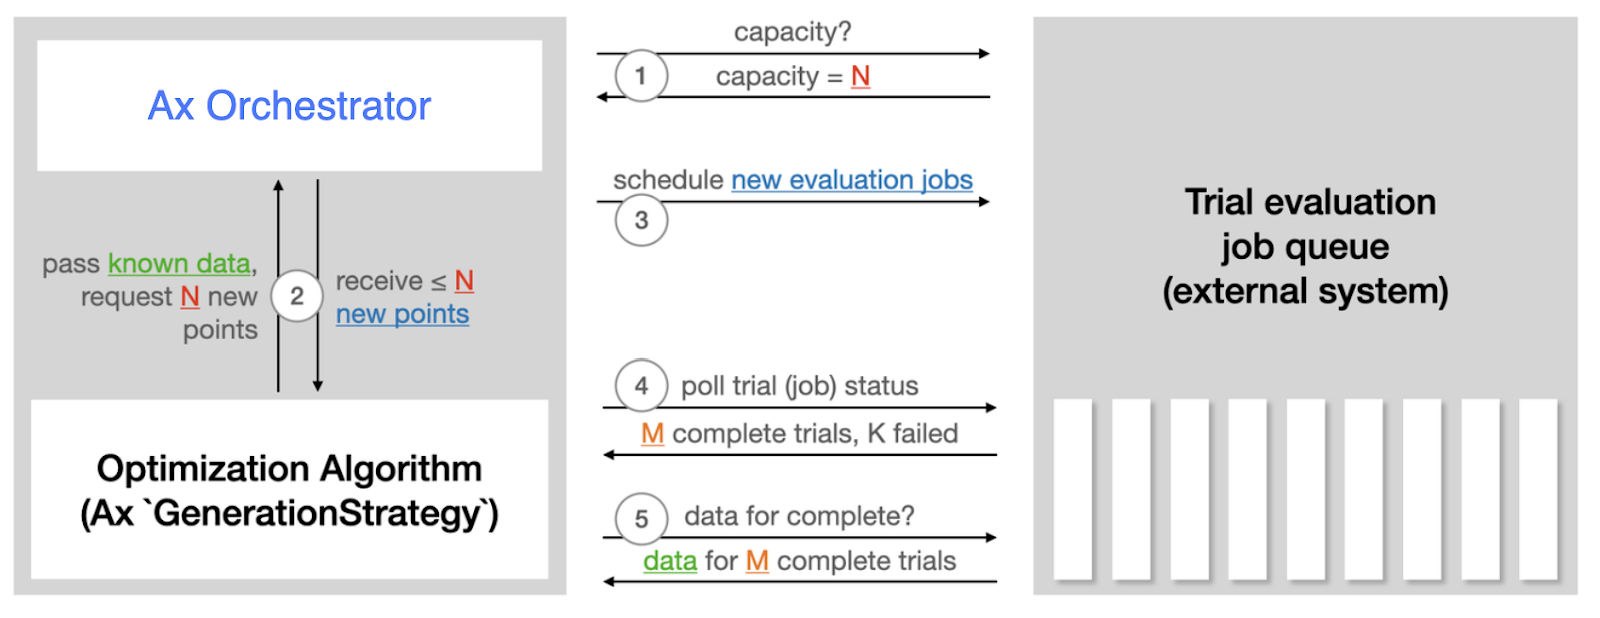 Ax Orchestrator
pass known data,
request N new
points
2
receive ≤ N
new points
Optimization Algorithm
(Ax `GenerationStrategy`)
capacity?
1
capacity = N
schedule new evaluation jobs
3
4
poll trial (job) status
M complete trials, K failed
5
data for complete?
data for M complete trials
Trial evaluation
job queue
(external system)